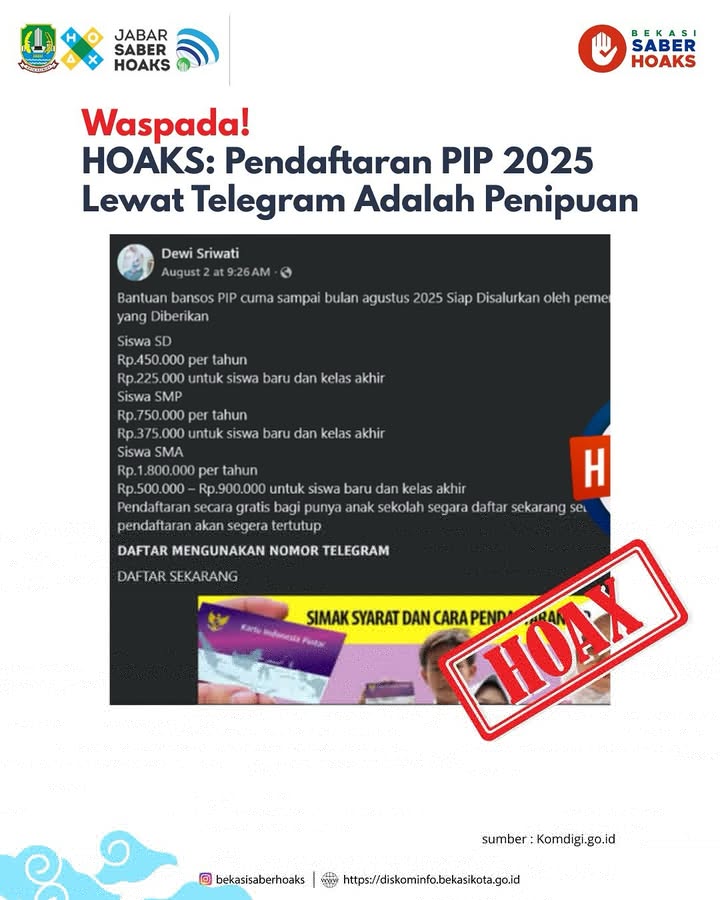 JABAR
SABER
HOAKS
BEKASI
SABER
HOAKS
Waspada!
HOAKS: Pendaftaran PIP 2025
Lewat Telegram Adalah Penipuan
Dewi Sriwati
August 2 at 9:26 AM
Bantuan bansos PIP cuma sampai bulan agustus 2025 Siap Disalurkan oleh
yang Diberikan
Siswa SD
Rp.450.000 per tahun
Rp.225.000 untuk siswa baru dan kelas akhir
Siswa SMP
Rp.750.000 per tahun
Rp.375.000 untuk siswa baru dan kelas akhir
Siswa SMA
Rp.1.800.000 per tahun
Rp.500.000 – Rp.900.000 untuk siswa baru dan kelas akhir
Pendaftaran secara gratis bagi punya anak sekolah segara daftar sekarang
pendaftaran akan segera tertutup
DAFTAR MENGUNAKAN NOMOR TELEGRAM
DAFTAR SEKARANG
SIMAK SYARAT DAN CARA
Kartu Indonesia Pintar
H
HOAX
sumber : Komdigi.go.id
bekasisaberhoaks
https://diskominfo.bekasikota.go.id